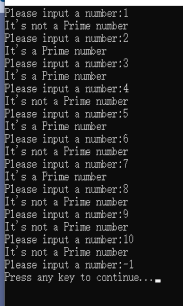 Please input a number:1
It's not a Prime number
Please input a number:2
It's a Prime number
Please input a number:3
It's a Prime number
Please input a number:4
It's not a Prime number
Please input a number:5
It's a Prime number
Please input a number:6
It's not a Prime number
Please input a number:7
It's a Prime number
Please input a number:8
It's not a Prime number
Please input a number:9
It's not a Prime number
Please input a number:10
It's not a Prime number
Please input a number:-1
Press any key to continue...